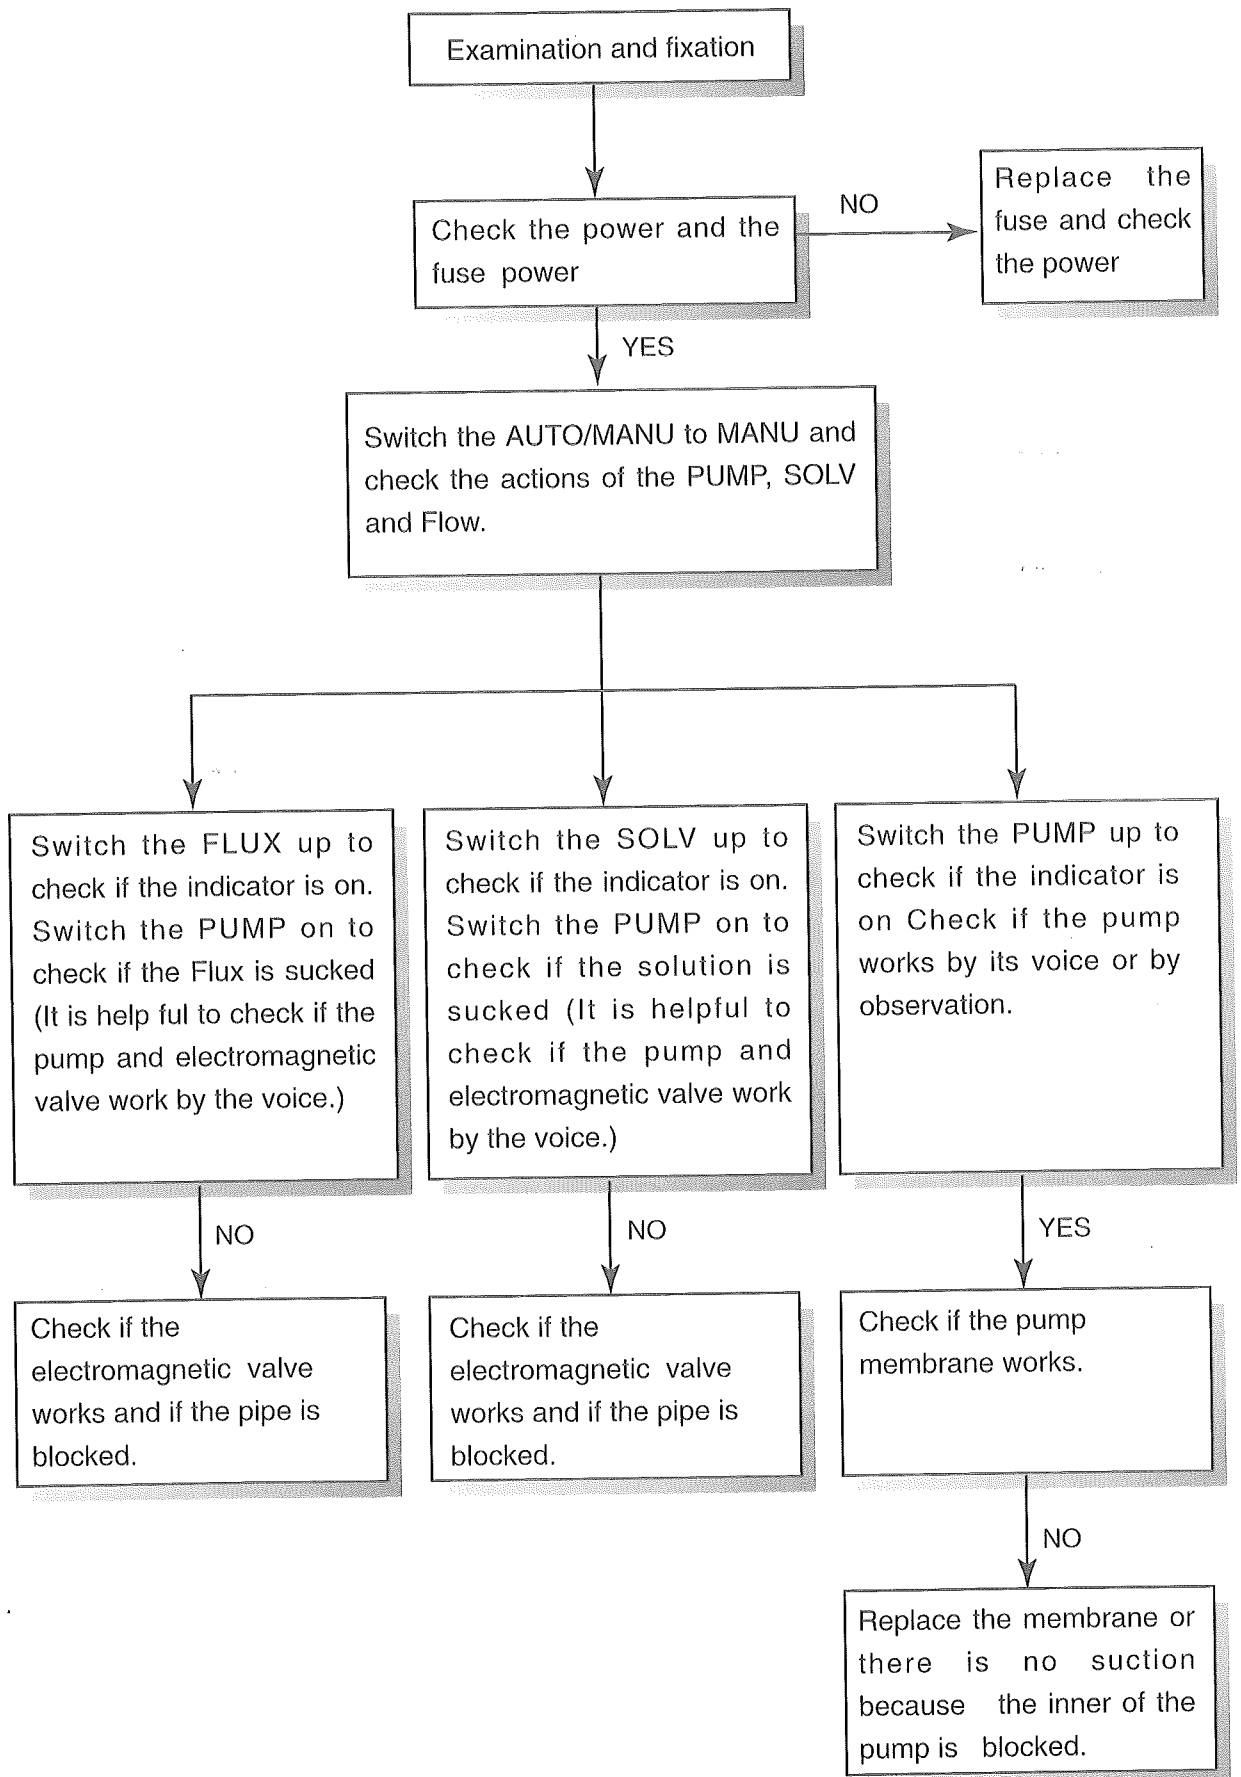 Examination and fixation
Check the power and the
fuse power
NO
Replace the
fuse and check
the power
YES
Switch the AUTO/MANU to MANU and
check the actions of the PUMP, SOLV
and Flow.
Switch the FLUX up to
check if the indicator is on.
Switch the PUMP on to
check if the Flux is sucked
(It is help ful to check if the
pump and electromagnetic
valve work by the voice.)
Switch the SOLV up to
check if the indicator is on.
Switch the PUMP on to
check if the solution is
sucked (It is helpful to
check if the pump and
electromagnetic valve work
by the voice.)
Switch the PUMP up to
check if the indicator is
on Check if the pump
works by its voice or by
observation.
NO
NO
YES
Check if the
electromagnetic valve
works and if the pipe is
blocked.
Check if the
electromagnetic valve
works and if the pipe is
blocked.
Check if the pump
membrane works.
NO
Replace the membrane or
there is no suction
because the inner of the
pump is blocked.